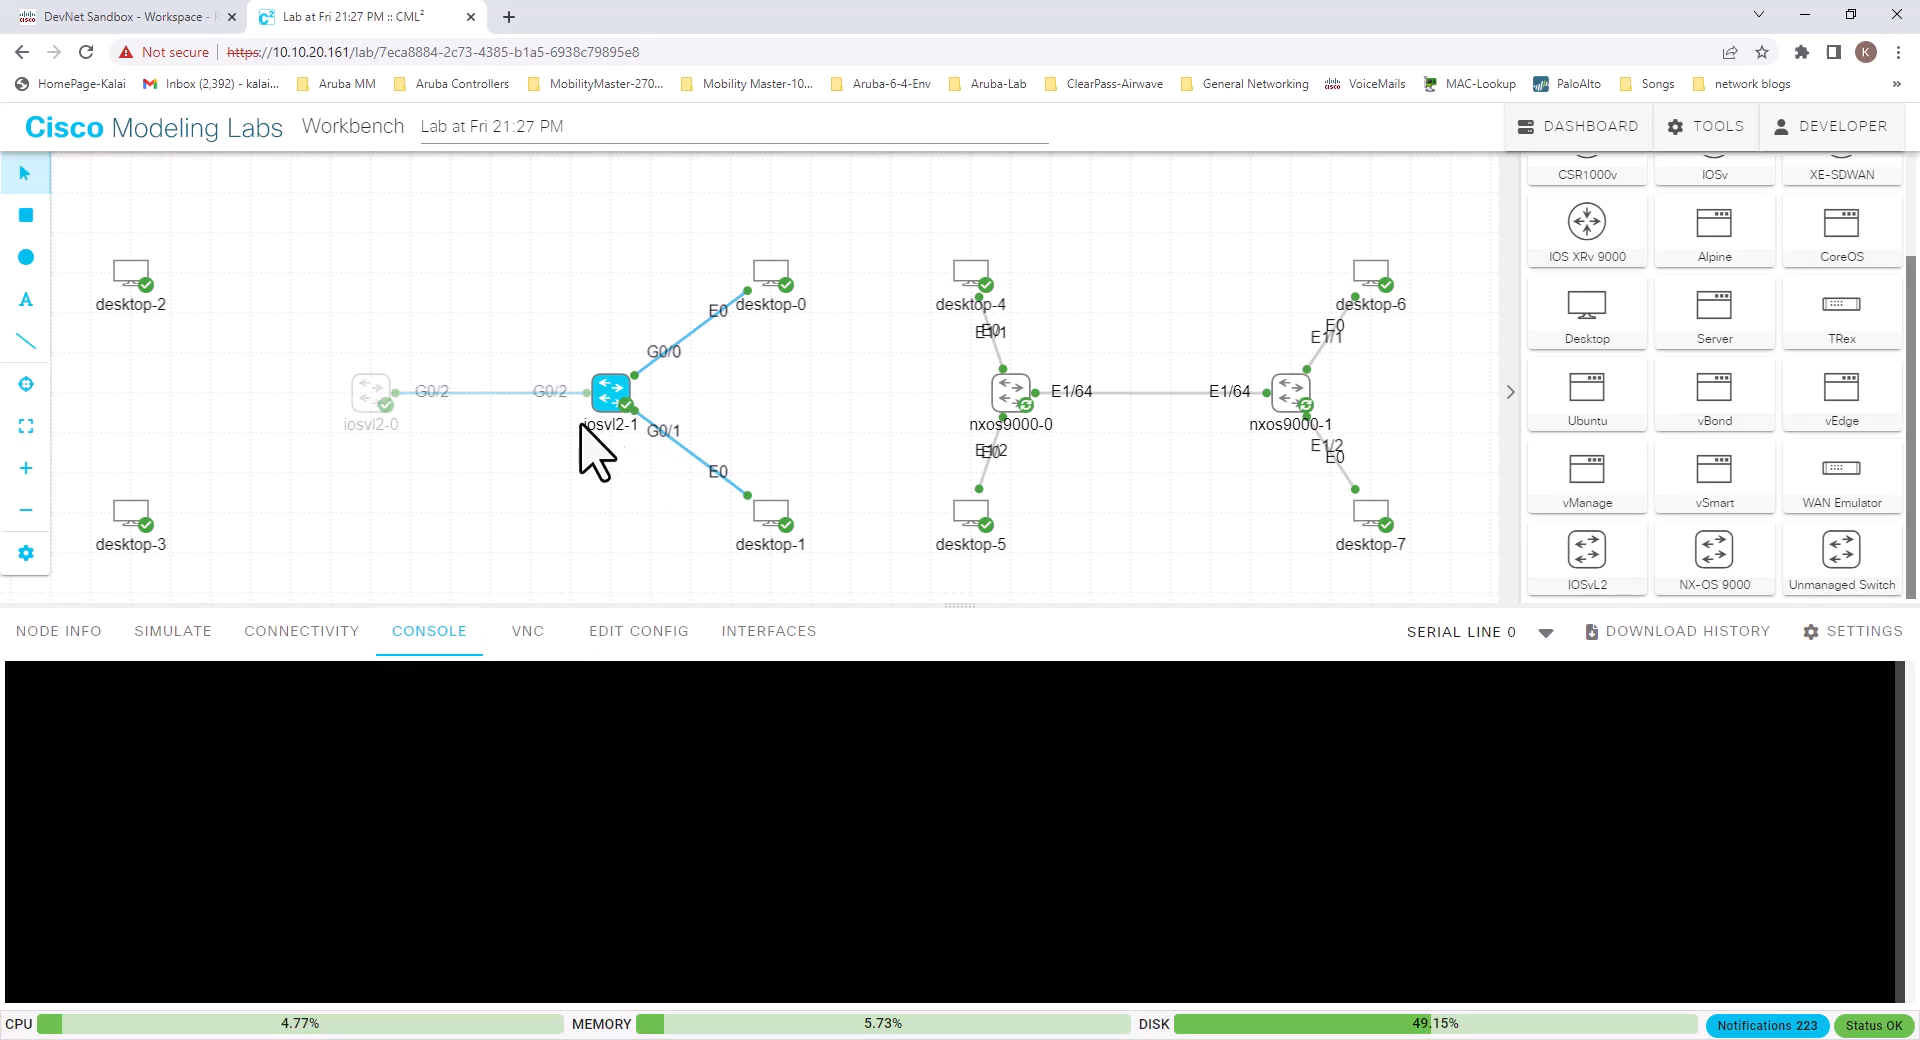 DevNet Sandbox - Workspace -
Lab at Fri 21:27 PM :: CML²
Not secure
https://10.10.20.161/lab/7eca8884-2c73-4385-b1a5-6938c79895e8
K
HomePage-Kalai
Inbox (2,392) - kalai...
Aruba MM
Aruba Controllers
MobilityMaster-270...
Mobility Master-10...
Aruba-6-4-Env
Aruba-Lab
ClearPass-Airwave
General Networking
VoiceMails
MAC-Lookup
PaloAlto
Songs
network blogs
»
Cisco Modeling Labs
Workbench
Lab at Fri 21:27 PM
DASHBOARD
TOOLS
DEVELOPER
CSR1000v
IOSv
XE-SDWAN
IOS XRv 9000
Alpine
CoreOS
Desktop
Server
TRex
Ubuntu
vBond
vEdge
vManage
vSmart
WAN Emulator
IOSvL2
NX-OS 9000
Unmanaged Switch
A
desktop-2
desktop-0
desktop-4
desktop-6
E0
E0
E1/1
E0
E1/1
G0/0
G0/2
G0/2
E1/64
E1/64
iosvl2-0
iosvl2-1
nxos9000-0
nxos9000-1
G0/1
E0
E1/2
E0
E1/2
E0
desktop-3
desktop-1
desktop-5
desktop-7
NODE INFO
SIMULATE
CONNECTIVITY
CONSOLE
VNC
EDIT CONFIG
INTERFACES
SERIAL LINE 0
DOWNLOAD HISTORY
SETTINGS
CPU
4.77%
MEMORY
5.73%
DISK
49.15%
Notifications 223
Status OK